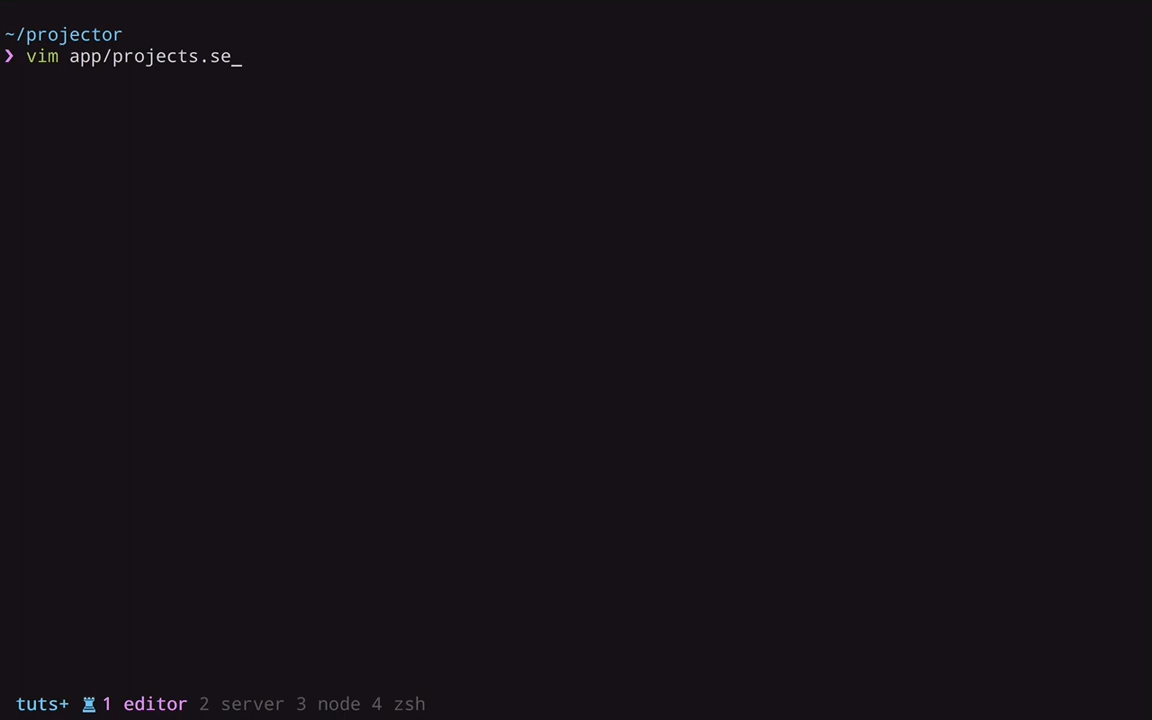 ~/projector
❯ vim app/projects.se_
tuts+ ♜ 1 editor 2 server 3 node 4 zsh